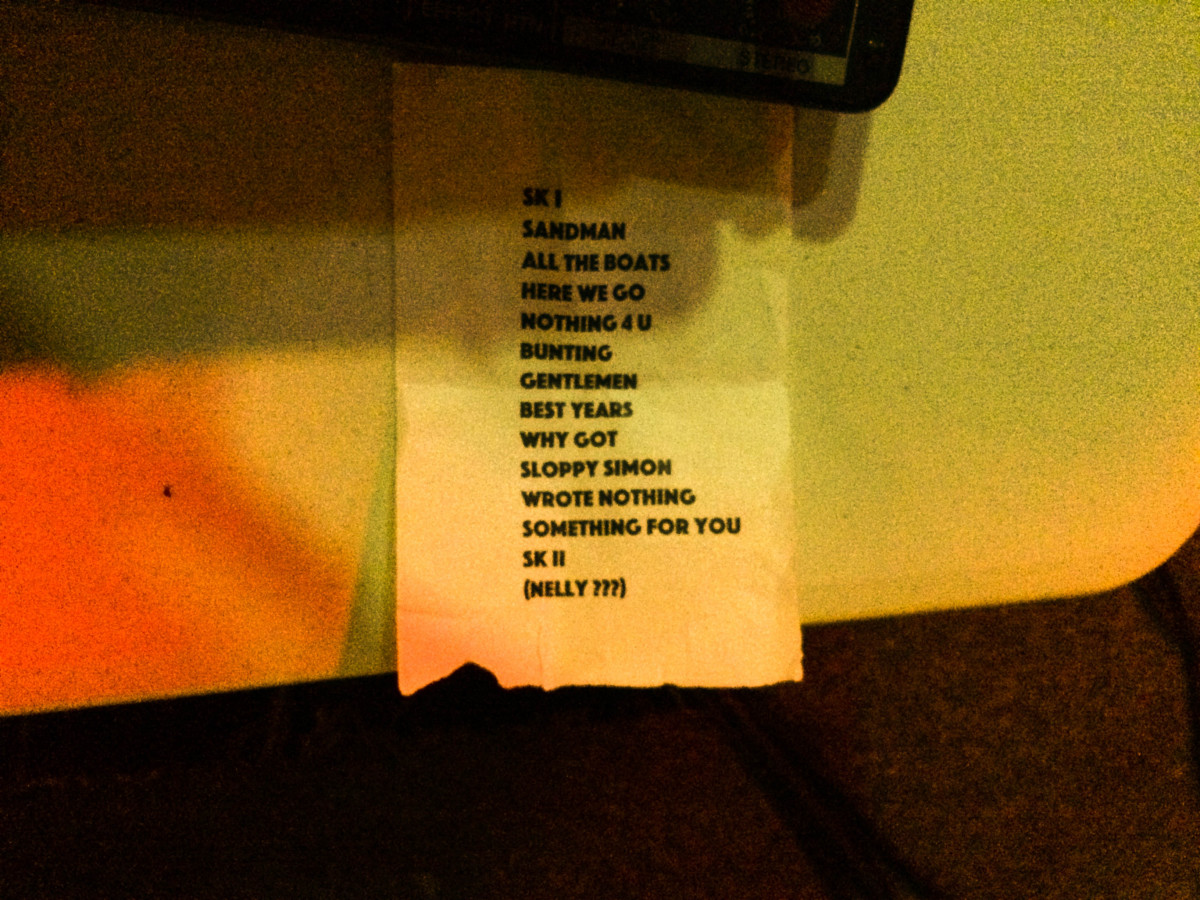 STEREO
SK I
SANDMAN
ALL THE BOATS
HERE WE GO
NOTHING 4 U
BUNTING
GENTLEMEN
BEST YEARS
WHY GOT
SLOPPY SIMON
WROTE NOTHING
SOMETHING FOR YOU
SK II
(NELLY ???)